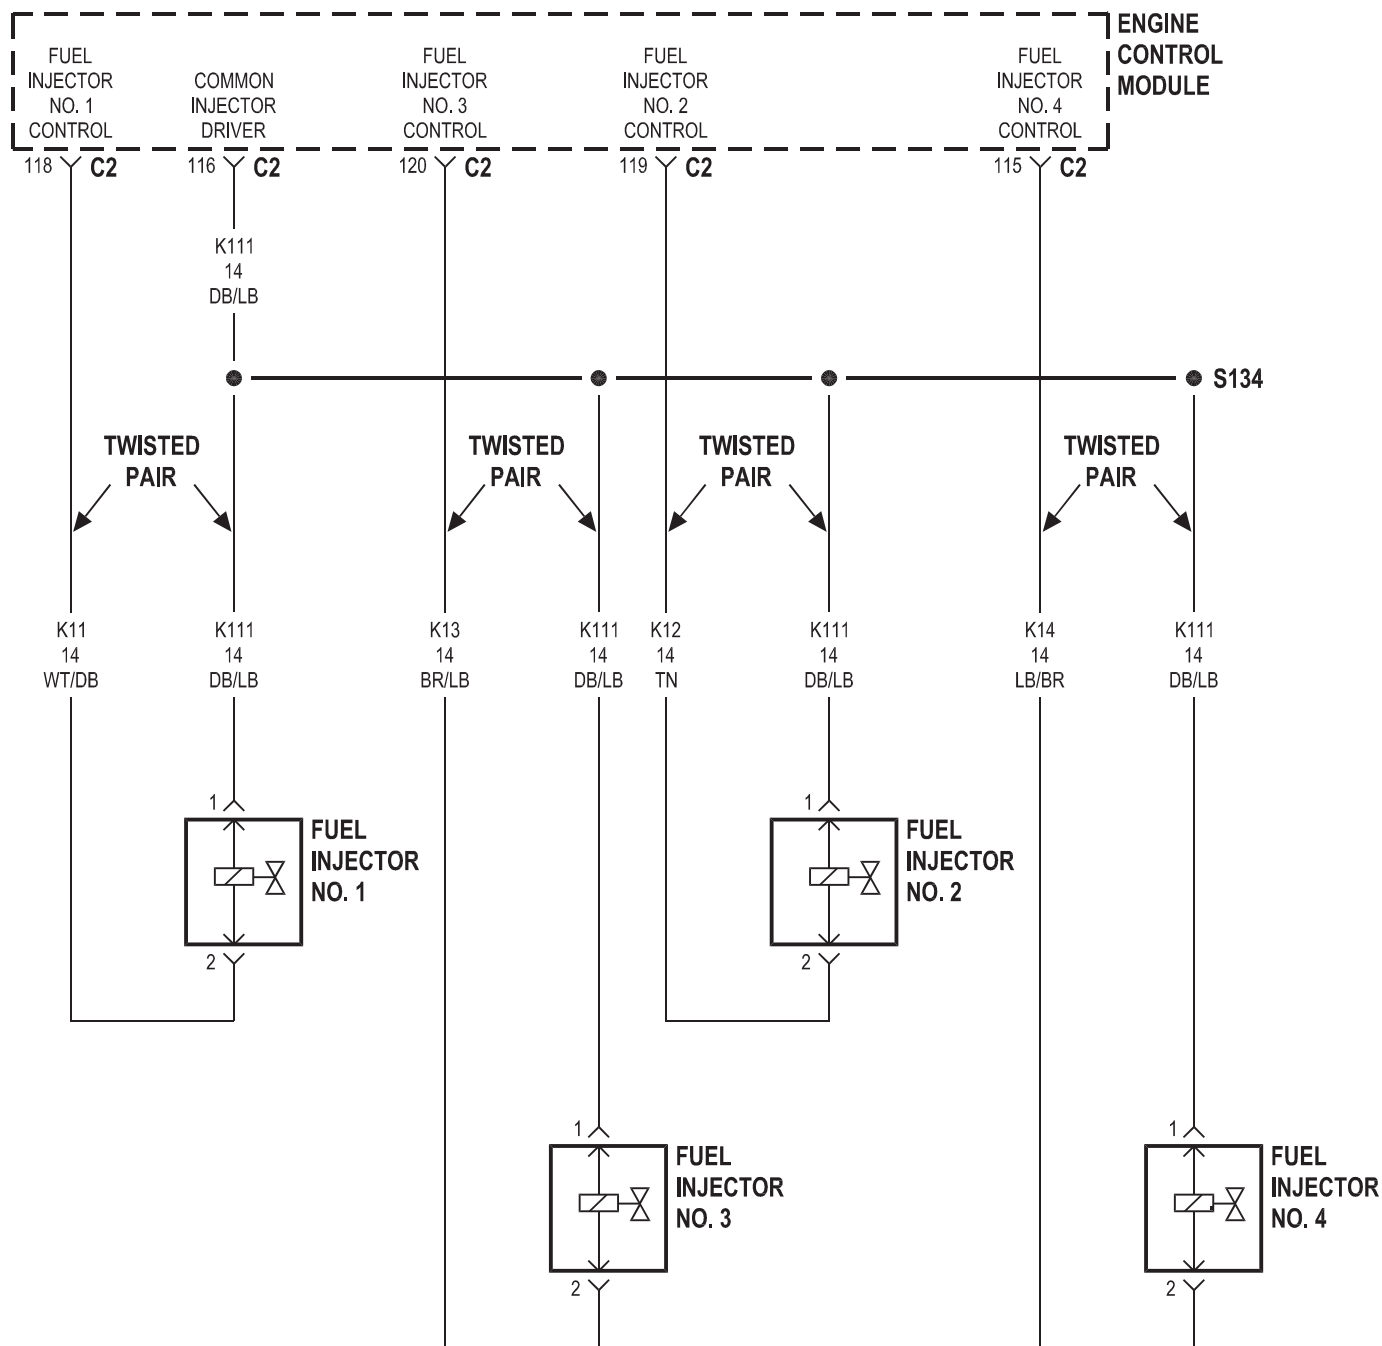 ENGINE
CONTROL
MODULE
FUEL
INJECTOR
NO. 1
CONTROL
COMMON
INJECTOR
DRIVER
FUEL
INJECTOR
NO. 3
CONTROL
FUEL
INJECTOR
NO. 2
CONTROL
FUEL
INJECTOR
NO. 4
CONTROL
118 C2
116 C2
120 C2
119 C2
115 C2
K111
14
DB/LB
S134
TWISTED
PAIR
TWISTED
PAIR
TWISTED
PAIR
TWISTED
PAIR
K11
14
WT/DB
K111
14
DB/LB
K13
14
BR/LB
K111
14
DB/LB
K12
14
TN
K111
14
DB/LB
K14
14
LB/BR
K111
14
DB/LB
1
FUEL
INJECTOR
NO. 1
2
1
FUEL
INJECTOR
NO. 2
2
1
FUEL
INJECTOR
NO. 3
2
1
FUEL
INJECTOR
NO. 4
2